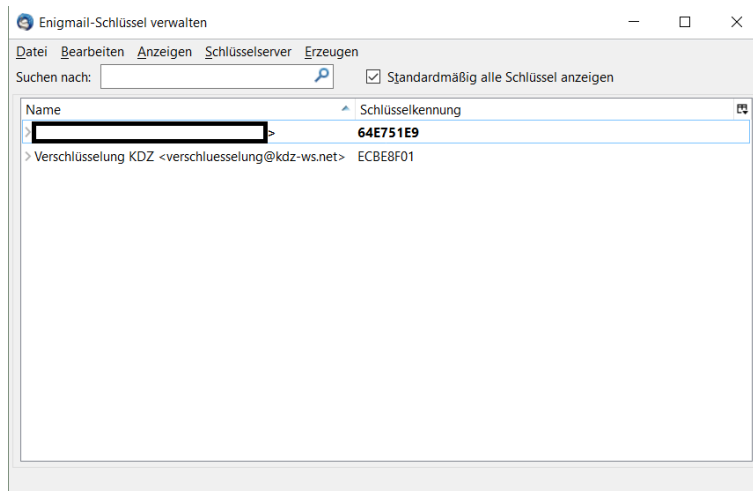 Enigmail-Schlüssel verwalten
Datei Bearbeiten Anzeigen Schlüsselserver Erzeugen
Suchen nach: Standardmäßig alle Schlüssel anzeigen
Name Schlüsselkennung
> 64E751E9
Verschlüsselung KDZ <verschluesselung@kdz-ws.net> ECBE8F01